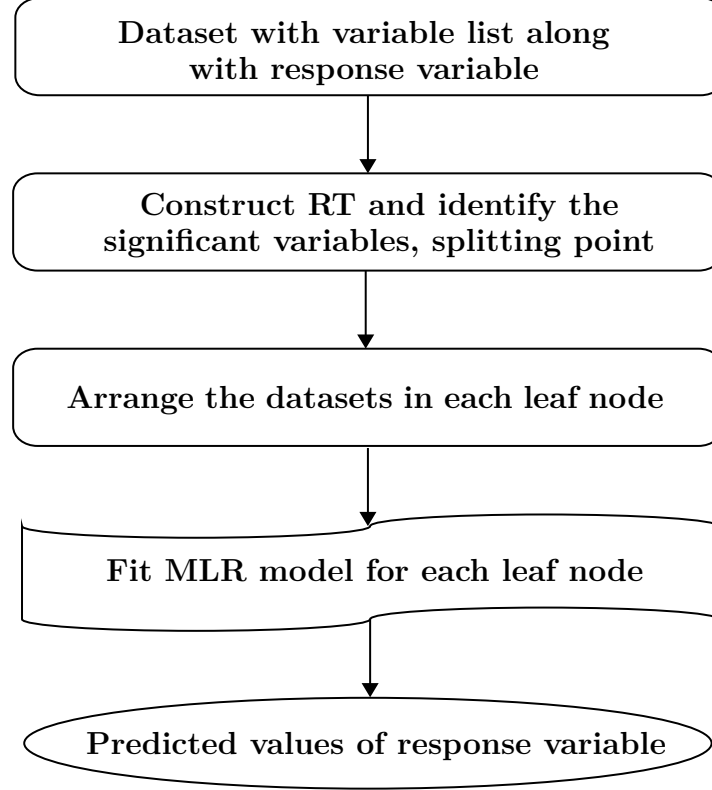 Dataset with variable list along
with response variable
Construct RT and identify the
significant variables, splitting point
Arrange the datasets in each leaf node
Fit MLR model for each leaf node
Predicted values of response variable